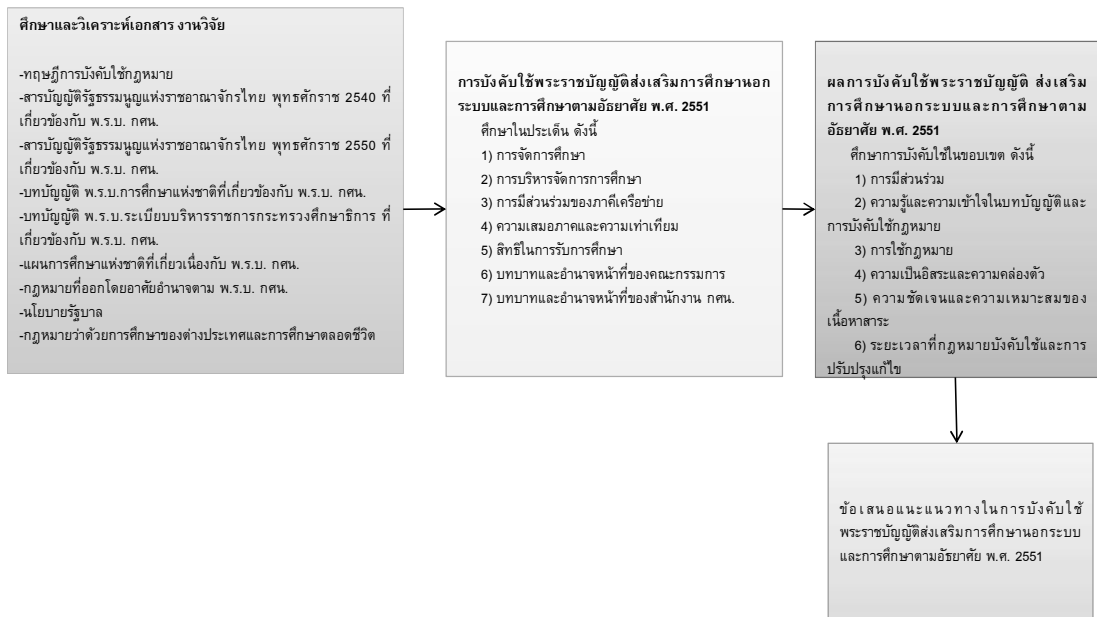 ศึกษาและวิเคราะห์เอกสาร งานวิจัย
-ทฤษฎีการบังคับใช้กฎหมาย
-สารบัญญัติรัฐธรรมนูญแห่งราชอาณาจักรไทย พุทธศักราช 2540 ที่
เกี่ยวข้องกับ พ.ร.บ. กศน.
-สารบัญญัติรัฐธรรมนูญแห่งราชอาณาจักรไทย พุทธศักราช 2550 ที่
เกี่ยวข้องกับ พ.ร.บ. กศน.
-บทบัญญัติ พ.ร.บ.การศึกษาแห่งชาติที่เกี่ยวข้องกับ พ.ร.บ. กศน.
-บทบัญญัติ พ.ร.บ.ระเบียบบริหารราชการกระทรวงศึกษาธิการ ที่
เกี่ยวข้องกับ พ.ร.บ. กศน.
-แผนการศึกษาแห่งชาติที่เกี่ยวเนื่องกับ พ.ร.บ. กศน.
-กฎหมายที่ออกโดยอาศัยอำนาจตาม พ.ร.บ. กศน.
-นโยบายรัฐบาล
-กฎหมายว่าด้วยการศึกษาของต่างประเทศและการศึกษาตลอดชีวิต
การบังคับใช้พระราชบัญญัติส่งเสริมการศึกษานอก
ระบบและการศึกษาตามอัธยาศัย พ.ศ. 2551
ศึกษาในประเด็น ดังนี้
1) การจัดการศึกษา
2) การบริหารจัดการการศึกษา
3) การมีส่วนร่วมของภาคีเครือข่าย
4) ความเสมอภาคและความเท่าเทียม
5) สิทธิในการรับการศึกษา
6) บทบาทและอำนาจหน้าที่ของคณะกรรมการ
7) บทบาทและอำนาจหน้าที่ของสำนักงาน กศน.
ผลการบังคับใช้พระราชบัญญัติ ส่งเสริม
การศึกษานอกระบบและการศึกษาตาม
อัธยาศัย พ.ศ. 2551
ศึกษาการบังคับใช้ในขอบเขต ดังนี้
1) การมีส่วนร่วม
2) ความรู้และความเข้าใจในบทบัญญัติและ
การบังคับใช้กฎหมาย
3) การใช้กฎหมาย
4) ความเป็นอิสระและความคล่องตัว
5) ความชัดเจนและความเหมาะสมของ
เนื้อหาสาระ
6) ระยะเวลาที่กฎหมายบังคับใช้และการ
ปรับปรุงแก้ไข
ข้อเสนอแนะแนวทางในการบังคับใช้
พระราชบัญญัติส่งเสริมการศึกษานอกระบบ
และการศึกษาตามอัธยาศัย พ.ศ. 2551